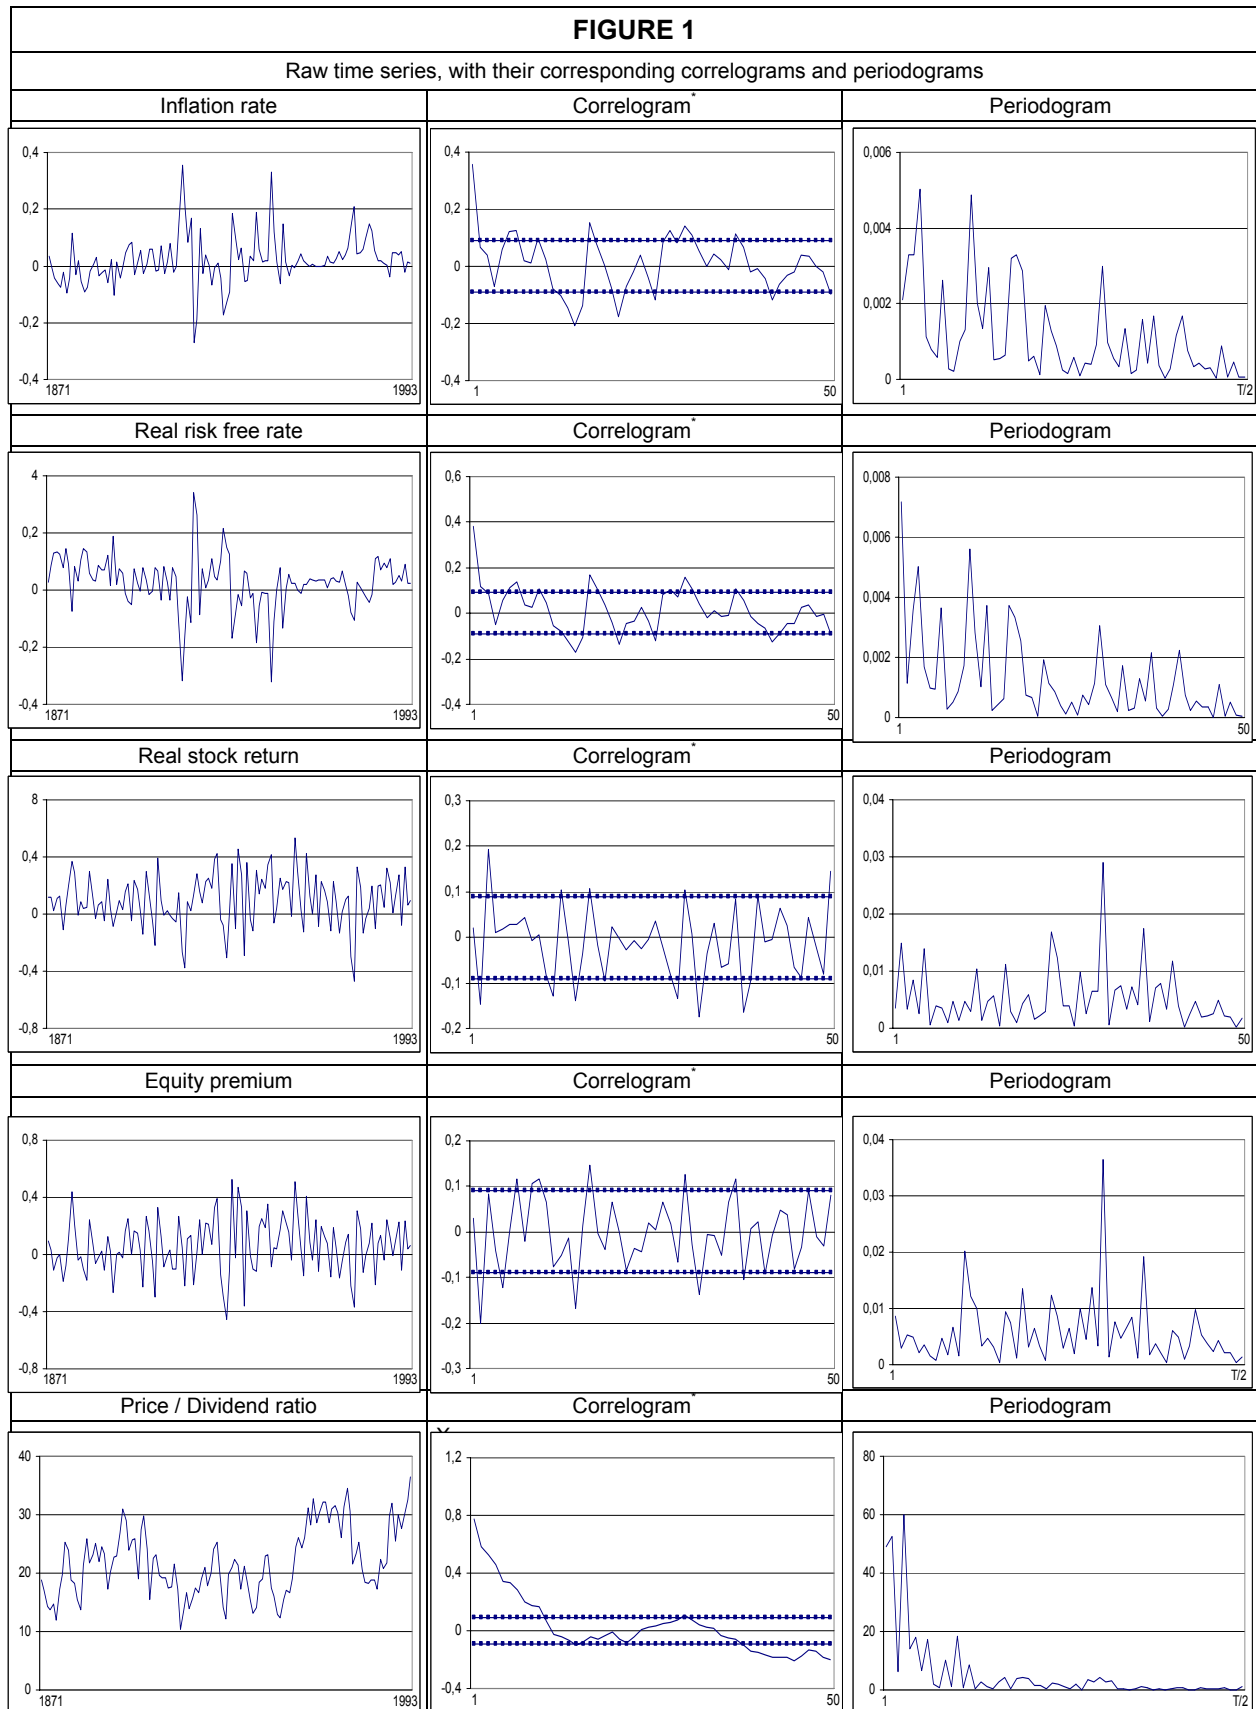 FIGURE 1
Raw time series, with their corresponding correlograms and periodograms
Inflation rate Correlogram* Periodogram
0,4 0,4 0,006
0,2 0,2 0,004
0 0 0,002
-0,2 -0,2 0
-0,4 -0,4
1871 1993 1 50 1 T/2
Real risk free rate Correlogram* Periodogram
4 0,6 0,008
0,2 0,4 0,006
0 0,2 0,004
-0,2 0 0,002
-0,4 -0,2 0
-0,4
1871 1993 1 50 1 50
Real stock return Correlogram* Periodogram
8 0,3 0,04
0,4 0,2 0,03
0 0,1 0,02
-0,4 0 0,01
-0,8 -0,1 0
-0,2
1871 1993 1 50 1 50
Equity premium Correlogram* Periodogram
0,8 0,2 0,04
0,4 0,1 0,03
0 0 0,02
-0,4 -0,1 0,01
-0,8 -0,2 0
-0,3
1871 1993 1 50 1 T/2
Price / Dividend ratio Correlogram* Periodogram
40 1,2 80
30 0,8 60
20 0,4 40
10 0 20
0 -0,4 0
1871 1993 1 50 1 T/2